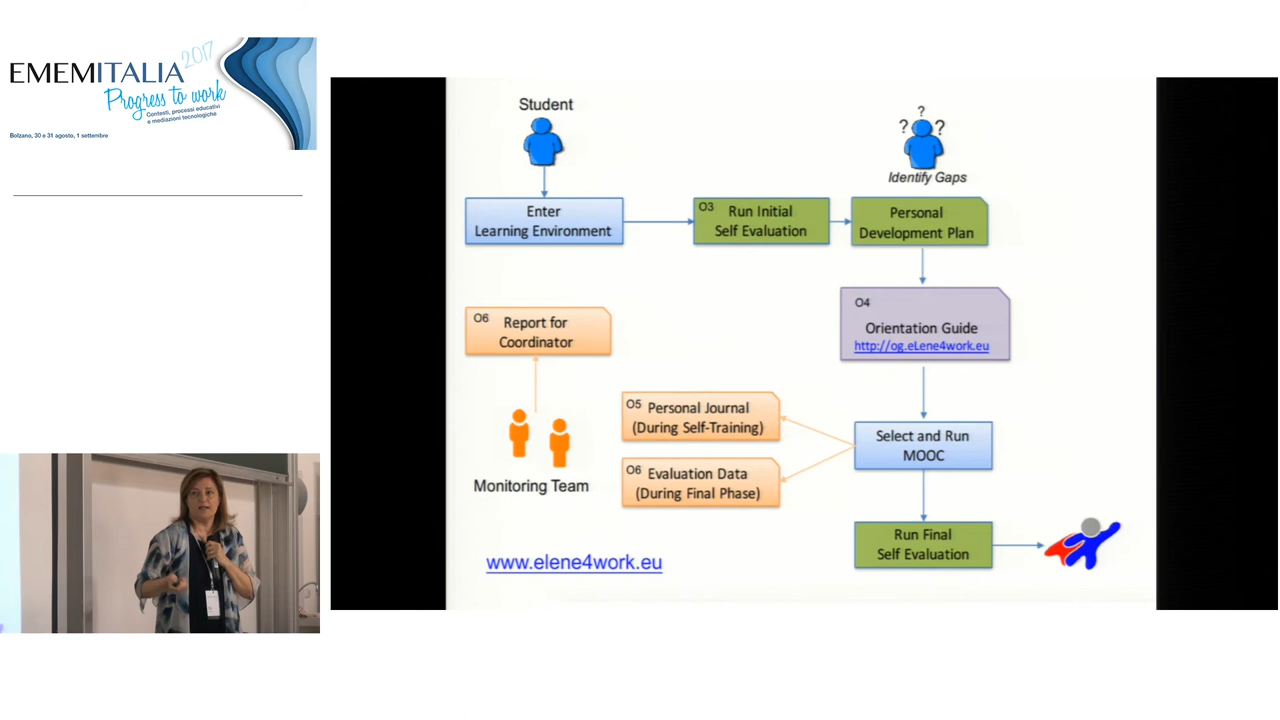 EMEMITALIA 2017
Progress to work
Contesti, processi educativi
e mediazioni tecnologiche
Bolzano, 30 e 31 agosto, 1 settembre
Student
? ? ?
Identify Gaps
Enter
Learning Environment
O3 Run Initial
Self Evaluation
Personal
Development Plan
O4
Orientation Guide
http://og.eLene4work.eu
O6 Report for
Coordinator
O5 Personal Journal
(During Self-Training)
Select and Run
MOOC
O6 Evaluation Data
(During Final Phase)
Monitoring Team
Run Final
Self Evaluation
www.elene4work.eu